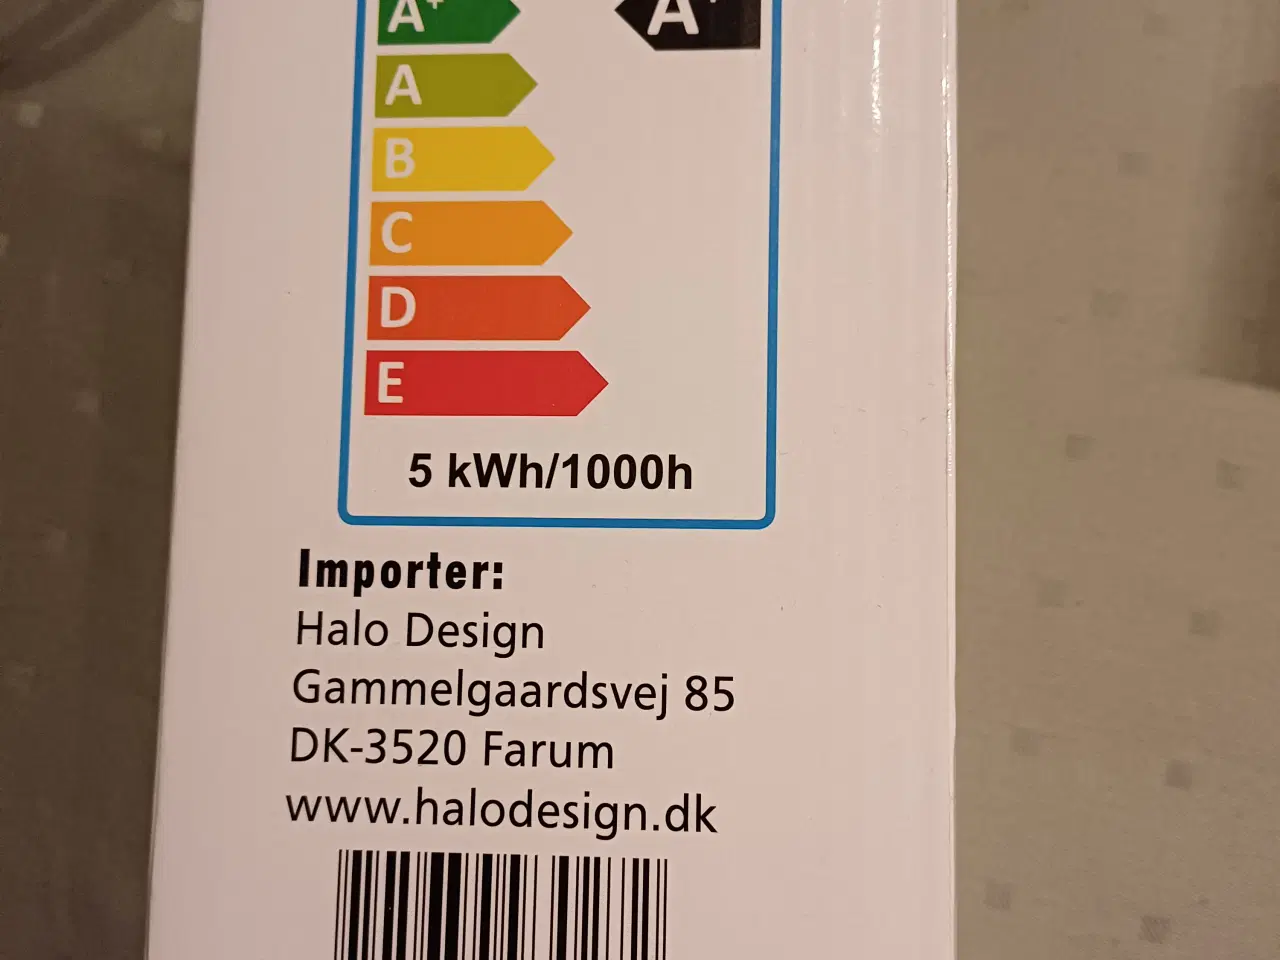 A+
A+
A
B
C
D
E
5 kWh/1000h
Importer:
Halo Design
Gammelgaardsvej 85
DK-3520 Farum
www.halodesign.dk